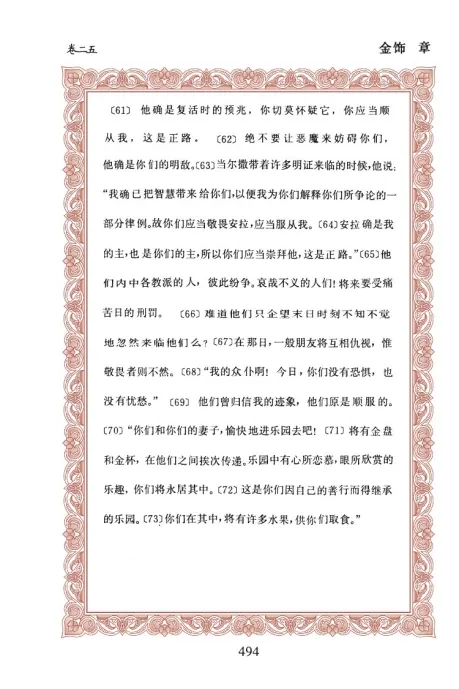 卷二五
金饰 章
〔61〕 他确是复活时的预兆，你切莫怀疑它，你应当顺
从我，这是正路。 〔62〕 绝不要让恶魔来妨碍你们，
他确是你们的明敌。〔63〕当尔撒带着许多明证来临的时候，他说：
“我确已把智慧带来给你们，以便我为你们解释你们所争论的一
部分律例。故你们应当敬畏安拉，应当服从我。〔64〕安拉确是我
的主，也是你们的主，所以你们应当崇拜他，这是正路。”〔65〕他
们内中各教派的人，彼此纷争。哀哉不义的人们！将来要受痛
苦日的刑罚。 〔66〕 难道他们只企望末日时刻不知不觉
地忽然来临他们么？〔67〕在那日，一般朋友将互相仇视，惟
敬畏者则不然。〔68〕“我的众仆啊！今日，你们没有恐惧，也
没有忧愁。” 〔69〕 他们曾归信我的迹象，他们原是顺服的。
〔70〕“你们和你们的妻子，愉快地进乐园去吧！〔71〕将有金盘
和金杯，在他们之间挨次传递。乐园中有心所恋慕，眼所欣赏的
乐趣，你们将永居其中。〔72〕这是你们因自己的善行而得继承
的乐园。〔73〕你们在其中，将有许多水果，供你们取食。”
494